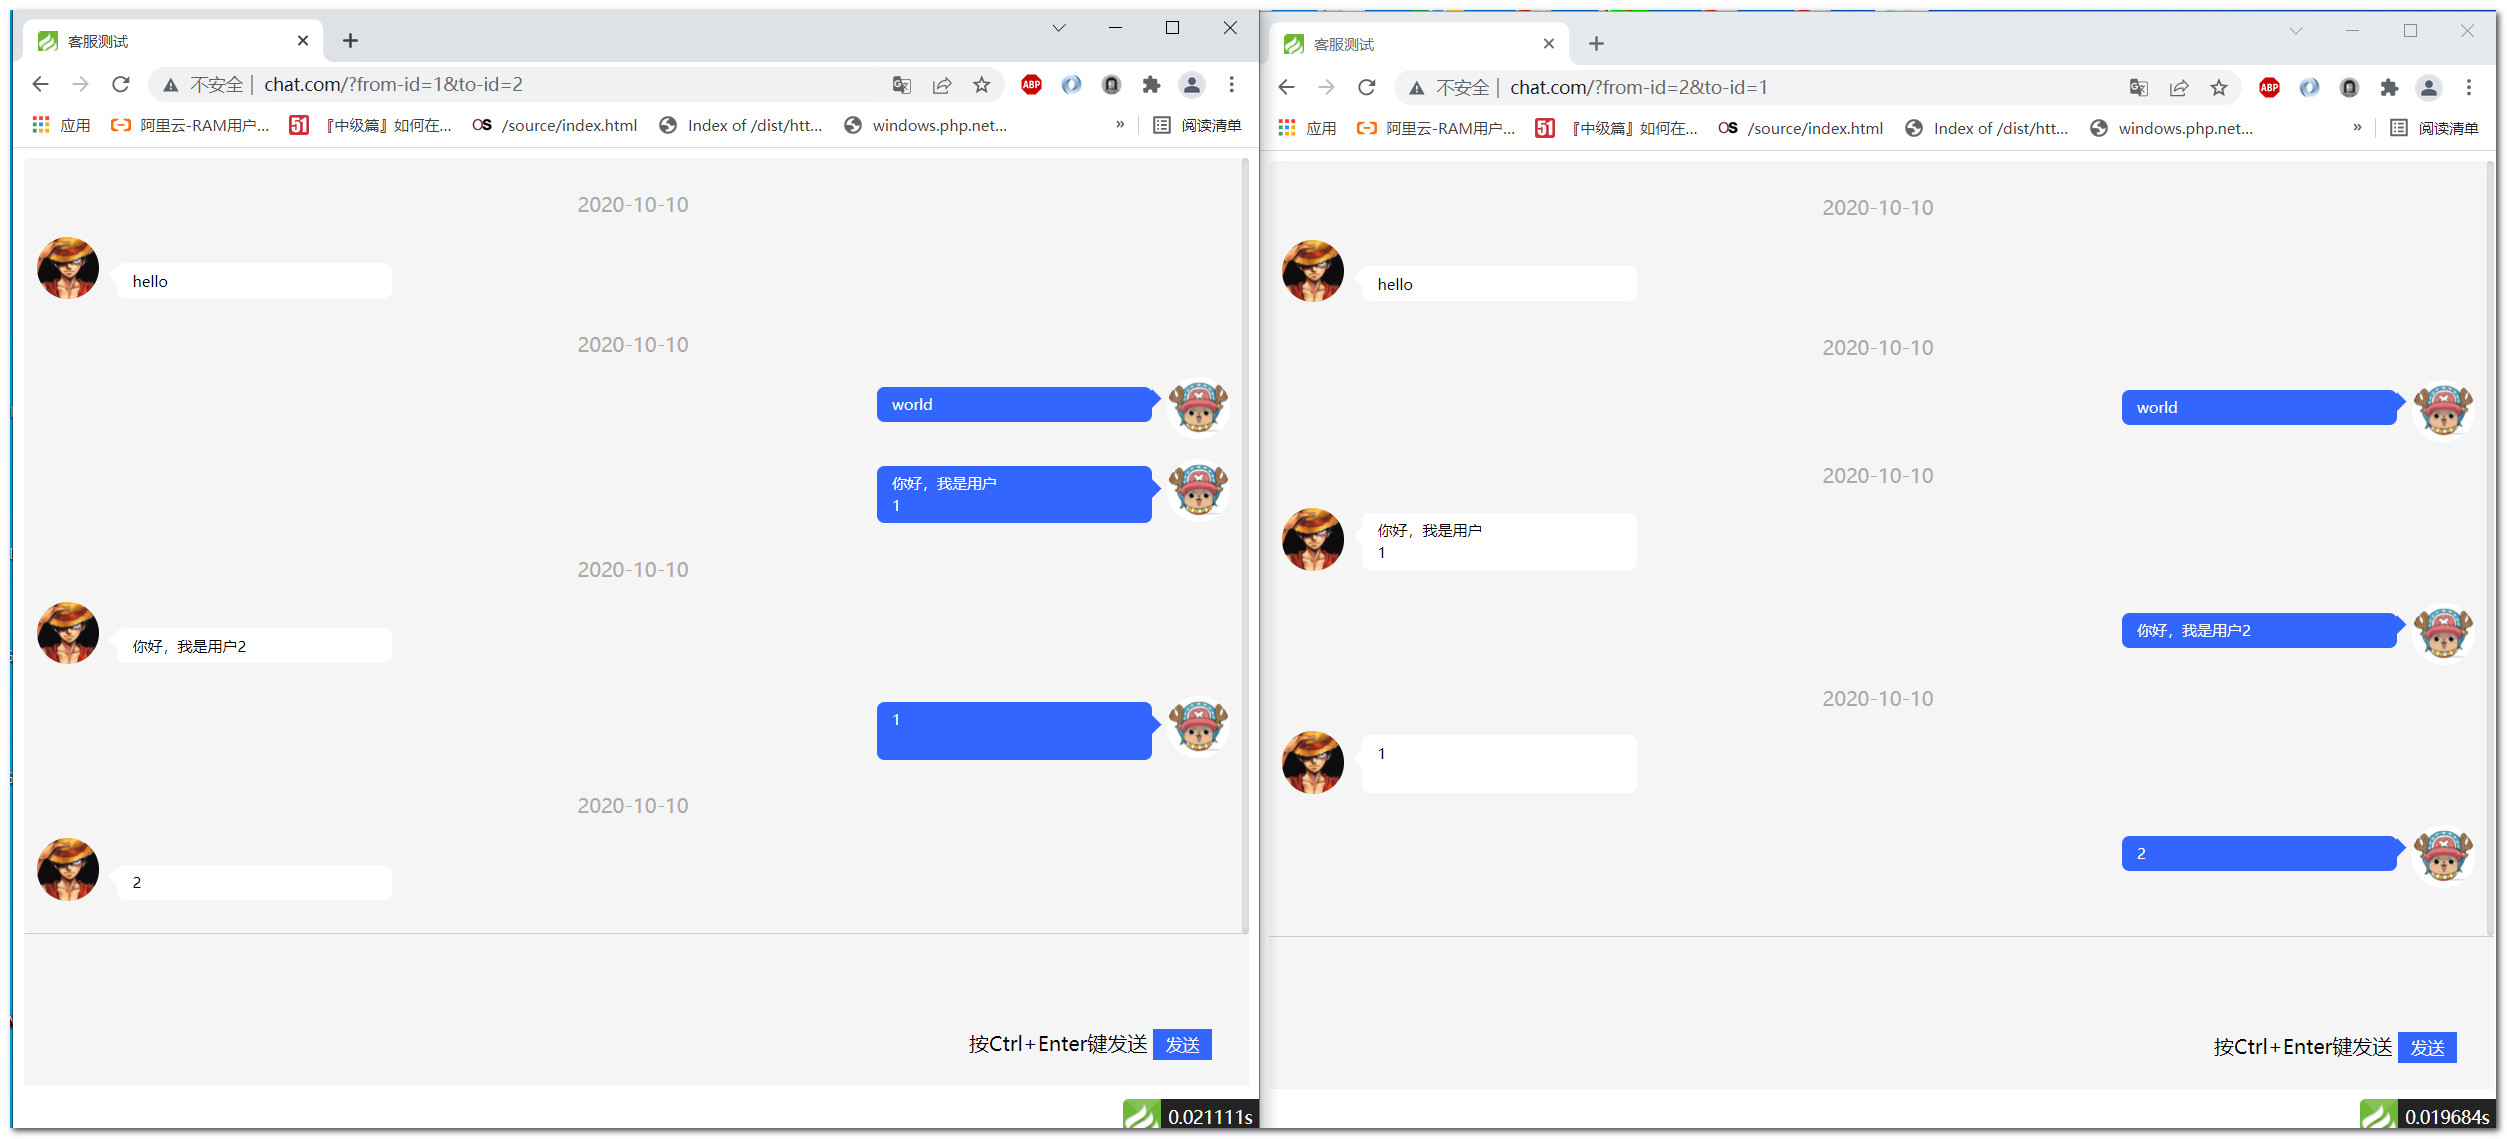 客服测试
不安全 | chat.com/?from-id=1&to-id=2
ABP
应用
阿里云-RAM用户...
51 『中级篇』如何在...
OS /source/index.html
Index of /dist/htt...
windows.php.net...
»
阅读清单
2020-10-10
hello
2020-10-10
world
你好，我是用户
1
2020-10-10
你好，我是用户2
1
2020-10-10
2
按Ctrl+Enter键发送 发送
0.021111s
客服测试
不安全 | chat.com/?from-id=2&to-id=1
ABP
应用
阿里云-RAM用户...
51 『中级篇』如何在...
OS /source/index.html
Index of /dist/htt...
windows.php.net...
»
阅读清单
2020-10-10
hello
2020-10-10
world
2020-10-10
你好，我是用户
1
你好，我是用户2
2020-10-10
1
2
按Ctrl+Enter键发送 发送
0.019684s